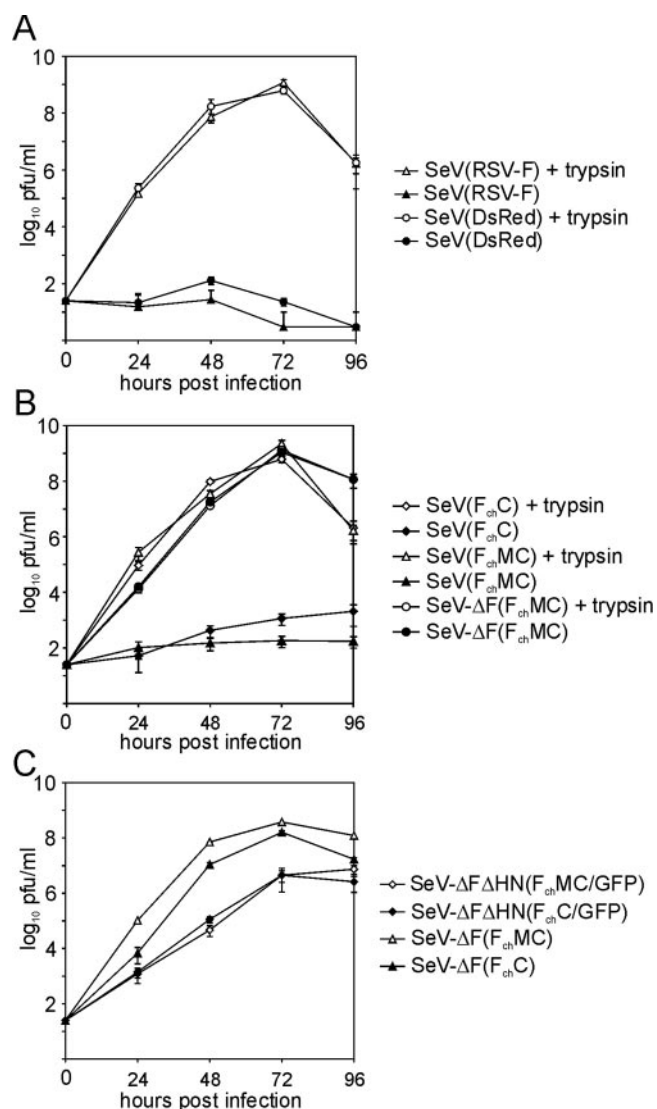 A
10
8
6
4
2
log₁₀ pfu/ml
0 24 48 72 96
hours post infection
SeV(RSV-F) + trypsin
SeV(RSV-F)
SeV(DsRed) + trypsin
SeV(DsRed)
B
10
8
6
4
2
log₁₀ pfu/ml
0 24 48 72 96
hours post infection
SeV(FchC) + trypsin
SeV(FchC)
SeV(FchMC) + trypsin
SeV(FchMC)
SeV-ΔF(FchMC) + trypsin
SeV-ΔF(FchMC)
C
10
8
6
4
2
log₁₀ pfu/ml
0 24 48 72 96
hours post infection
SeV-ΔFΔHN(FchMC/GFP)
SeV-ΔFΔHN(FchC/GFP)
SeV-ΔF(FchMC)
SeV-ΔF(FchC)